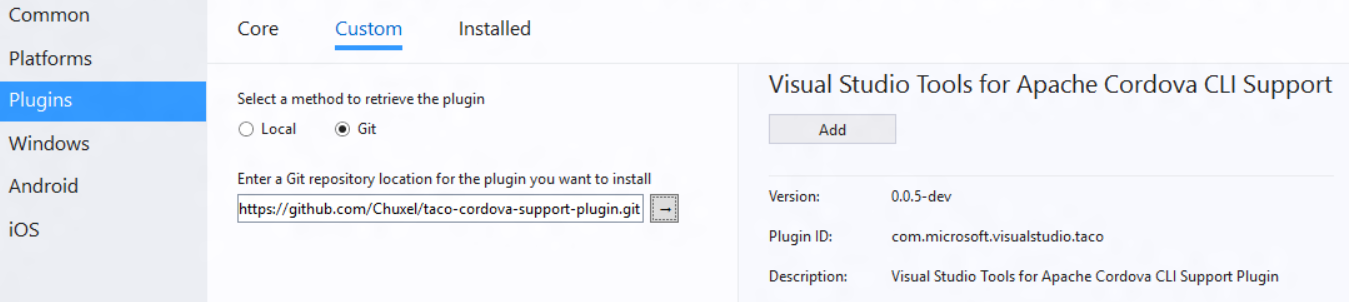 Common
Platforms
Plugins
Windows
Android
iOS
Core Custom Installed
Select a method to retrieve the plugin
Local Git
Enter a Git repository location for the plugin you want to install
https://github.com/Chuxel/taco-cordova-support-plugin.git →
Visual Studio Tools for Apache Cordova CLI Support
Add
Version: 0.0.5-dev
Plugin ID: com.microsoft.visualstudio.taco
Description: Visual Studio Tools for Apache Cordova CLI Support Plugin